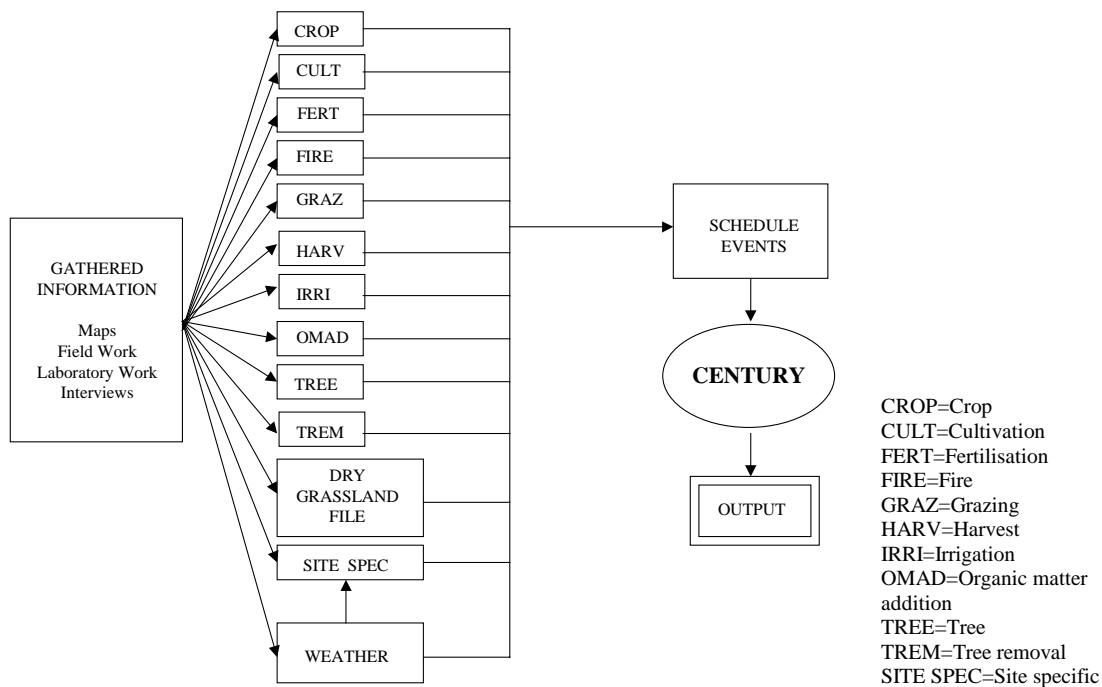 GATHERED
INFORMATION
Maps
Field Work
Laboratory Work
Interviews
CROP
CULT
FERT
FIRE
GRAZ
HARV
IRRI
OMAD
TREE
TREM
DRY
GRASSLAND
FILE
SITE SPEC
WEATHER
SCHEDULE
EVENTS
CENTURY
OUTPUT
CROP=Crop
CULT=Cultivation
FERT=Fertilisation
FIRE=Fire
GRAZ=Grazing
HARV=Harvest
IRRI=Irrigation
OMAD=Organic matter
addition
TREE=Tree
TREM=Tree removal
SITE SPEC=Site specific